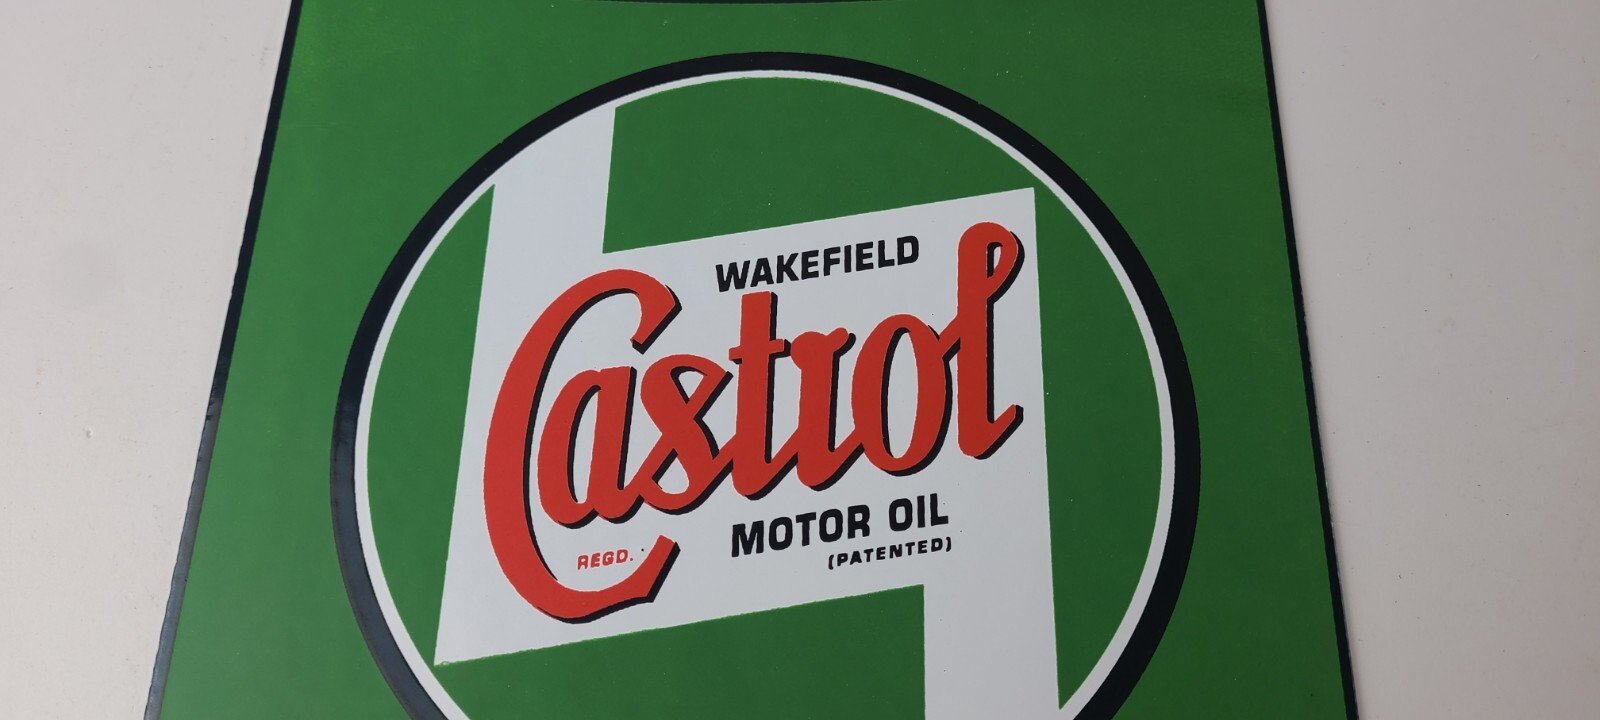 WAKEFIELD
Castrol
MOTOR OIL
REGD.
(PATENTED)